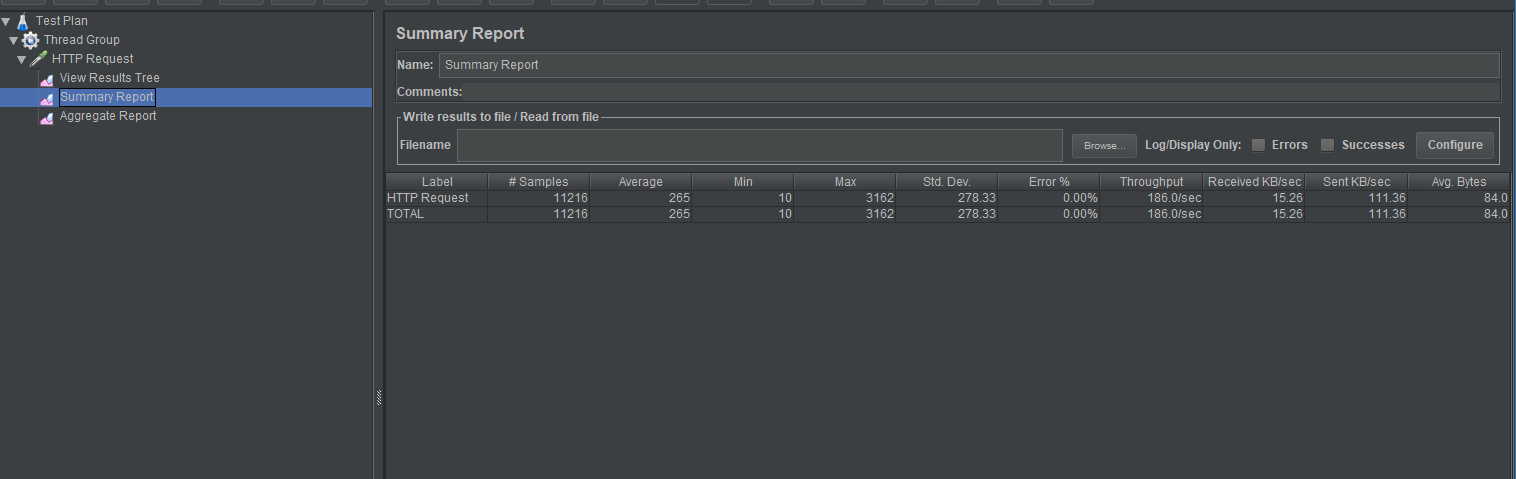 Test Plan
Thread Group
HTTP Request
View Results Tree
Summary Report
Aggregate Report
Summary Report
Name: Summary Report
Comments:
Write results to file / Read from file
Filename Browse... Log/Display Only: Errors Successes Configure
Label # Samples Average Min Max Std. Dev. Error % Throughput Received KB/sec Sent KB/sec Avg. Bytes
HTTP Request 11216 265 10 3162 278.33 0.00% 186.0/sec 15.26 111.36 84.0
TOTAL 11216 265 10 3162 278.33 0.00% 186.0/sec 15.26 111.36 84.0